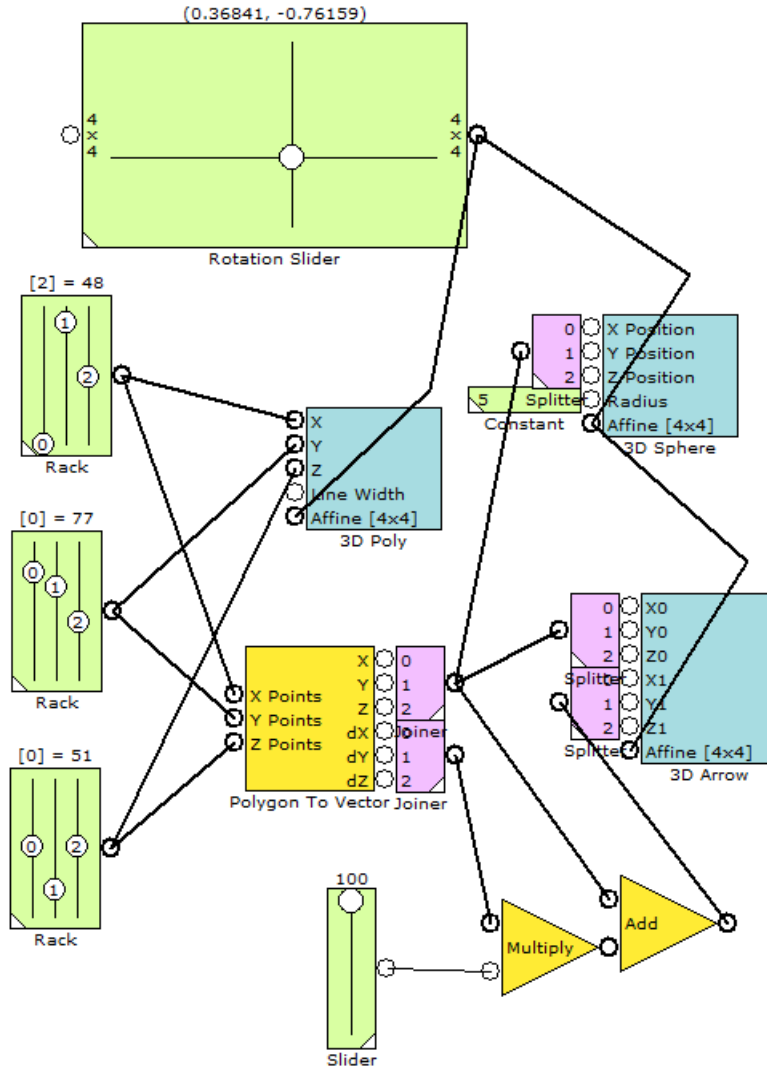 (0.36841, -0.76159)
4 x 4
4 x 4
Rotation Slider
[2] = 48
0 1 2
Rack
X
Y
Z
Line Width
Affine [4x4]
3D Poly
0 X Position
1 Y Position
2 Z Position
5 Splitter Radius
Constant Affine [4x4]
3D Sphere
[0] = 77
0 1 2
Rack
X Points
Y Points
Z Points
X 0
Y 1
Z 2
dX 0 Joiner
dY 1
dZ 2
Polygon To Vector Joiner
0 X0
1 Y0
2 Z0
Splitter
0 X1
1 Y1
2 Z1
Splitter Affine [4x4]
3D Arrow
[0] = 51
0 1 2
Rack
100
Slider
Multiply
Add